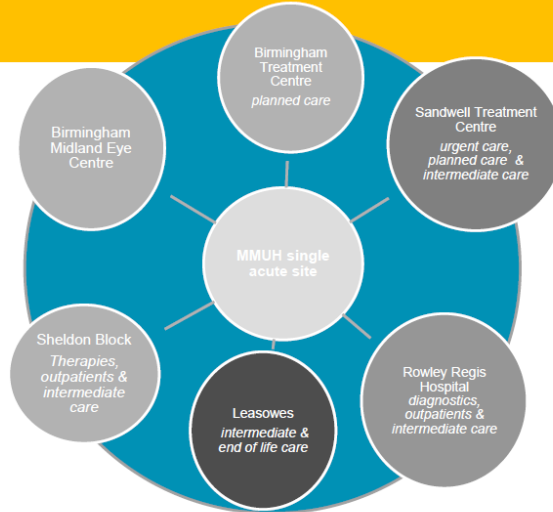 Birmingham
Treatment
Centre
planned care
Sandwell Treatment
Centre
urgent care,
planned care &
intermediate care
Birmingham
Midland Eye
Centre
MMUH single
acute site
Sheldon Block
Therapies,
outpatients &
intermediate
care
Leasowes
intermediate &
end of life care
Rowley Regis
Hospital
diagnostics,
outpatients &
intermediate care